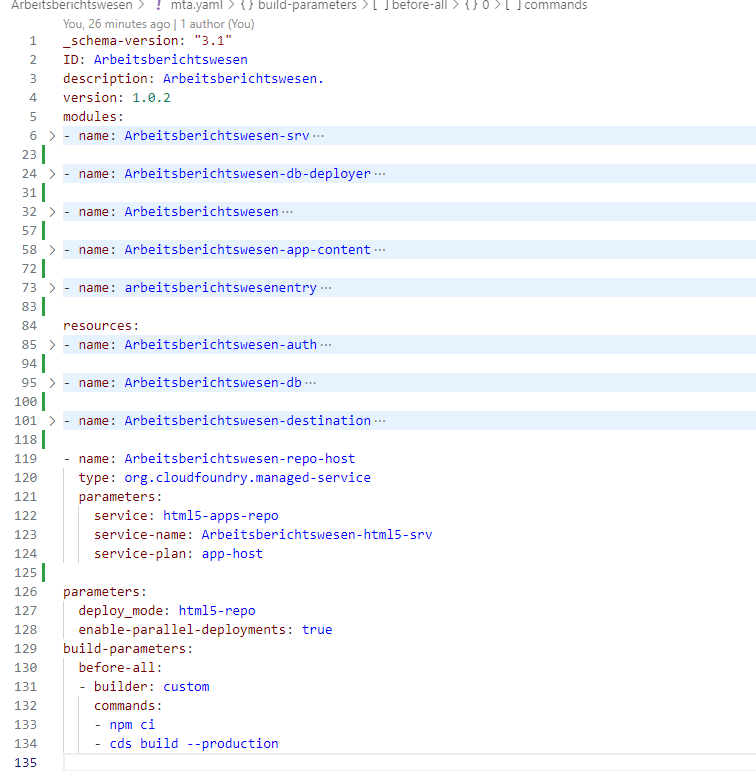 Arbeitsberichtswesen > ! mta.yaml > {} build-parameters > [ ] before-all > {} 0 > [ ] commands
You, 26 minutes ago | 1 author (You)
1 _schema-version: "3.1"
2 ID: Arbeitsberichtswesen
3 description: Arbeitsberichtswesen.
4 version: 1.0.2
5 modules:
6 > - name: Arbeitsberichtswesen-srv ···
23
24 > - name: Arbeitsberichtswesen-db-deployer ···
31
32 > - name: Arbeitsberichtswesen ···
57
58 > - name: Arbeitsberichtswesen-app-content ···
72
73 > - name: arbeitsberichtswesenentry ···
83
84 resources:
85 > - name: Arbeitsberichtswesen-auth ···
94
95 > - name: Arbeitsberichtswesen-db ···
100
101 > - name: Arbeitsberichtswesen-destination ···
118
119 - name: Arbeitsberichtswesen-repo-host
120 type: org.cloudfoundry.managed-service
121 parameters:
122 service: html5-apps-repo
123 service-name: Arbeitsberichtswesen-html5-srv
124 service-plan: app-host
125
126 parameters:
127 deploy_mode: html5-repo
128 enable-parallel-deployments: true
129 build-parameters:
130 before-all:
131 - builder: custom
132 commands:
133 - npm ci
134 - cds build --production
135